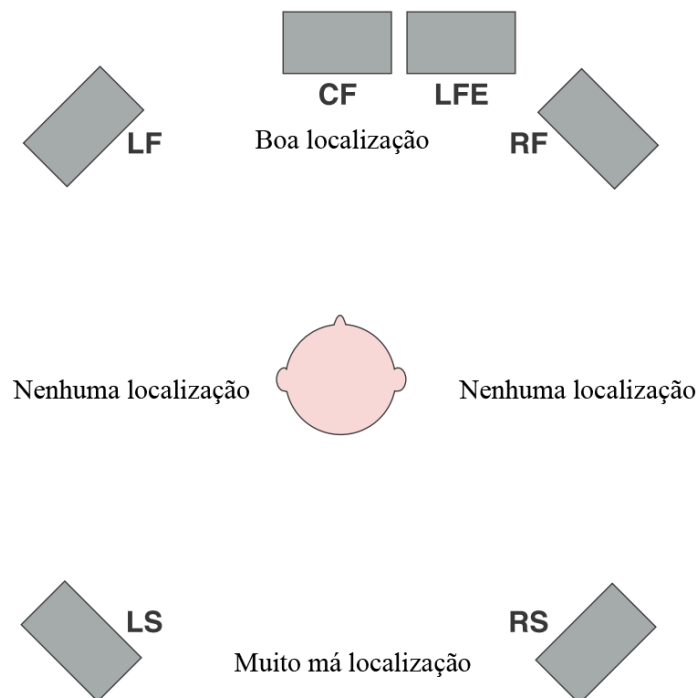 CF
LFE
LF
Boa localização
RF
Nenhuma localização
Nenhuma localização
LS
RS
Muito má localização